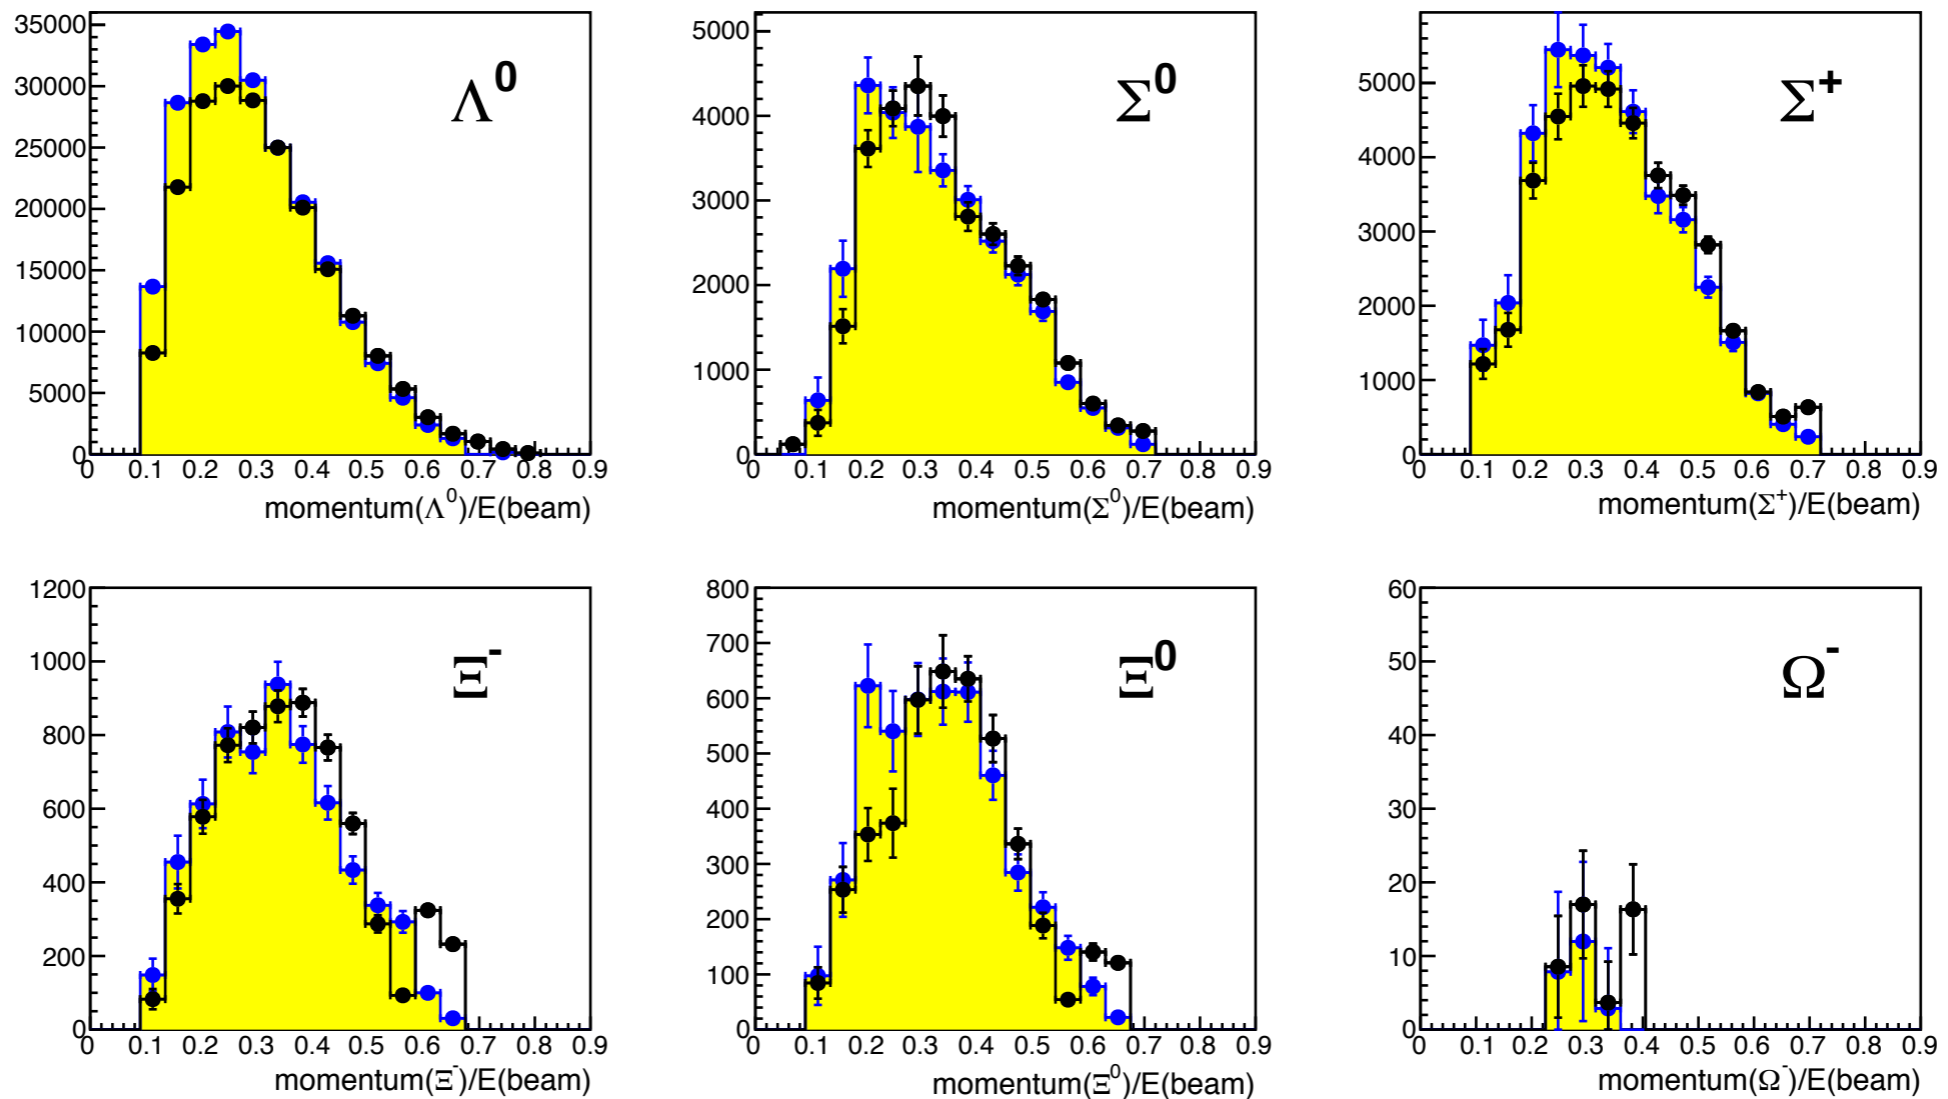 35000
30000
25000
20000
15000
10000
5000
0
0 0.1 0.2 0.3 0.4 0.5 0.6 0.7 0.8 0.9
Λ⁰
momentum(Λ⁰)/E(beam)
5000
4000
3000
2000
1000
0
0 0.1 0.2 0.3 0.4 0.5 0.6 0.7 0.8 0.9
Σ⁰
momentum(Σ⁰)/E(beam)
5000
4000
3000
2000
1000
0
0 0.1 0.2 0.3 0.4 0.5 0.6 0.7 0.8 0.9
Σ⁺
momentum(Σ⁺)/E(beam)
1200
1000
800
600
400
200
0
0 0.1 0.2 0.3 0.4 0.5 0.6 0.7 0.8 0.9
Ξ⁻
momentum(Ξ⁻)/E(beam)
800
700
600
500
400
300
200
100
0
0 0.1 0.2 0.3 0.4 0.5 0.6 0.7 0.8 0.9
Ξ⁰
momentum(Ξ⁰)/E(beam)
60
50
40
30
20
10
0
0 0.1 0.2 0.3 0.4 0.5 0.6 0.7 0.8 0.9
Ω⁻
momentum(Ω⁻)/E(beam)